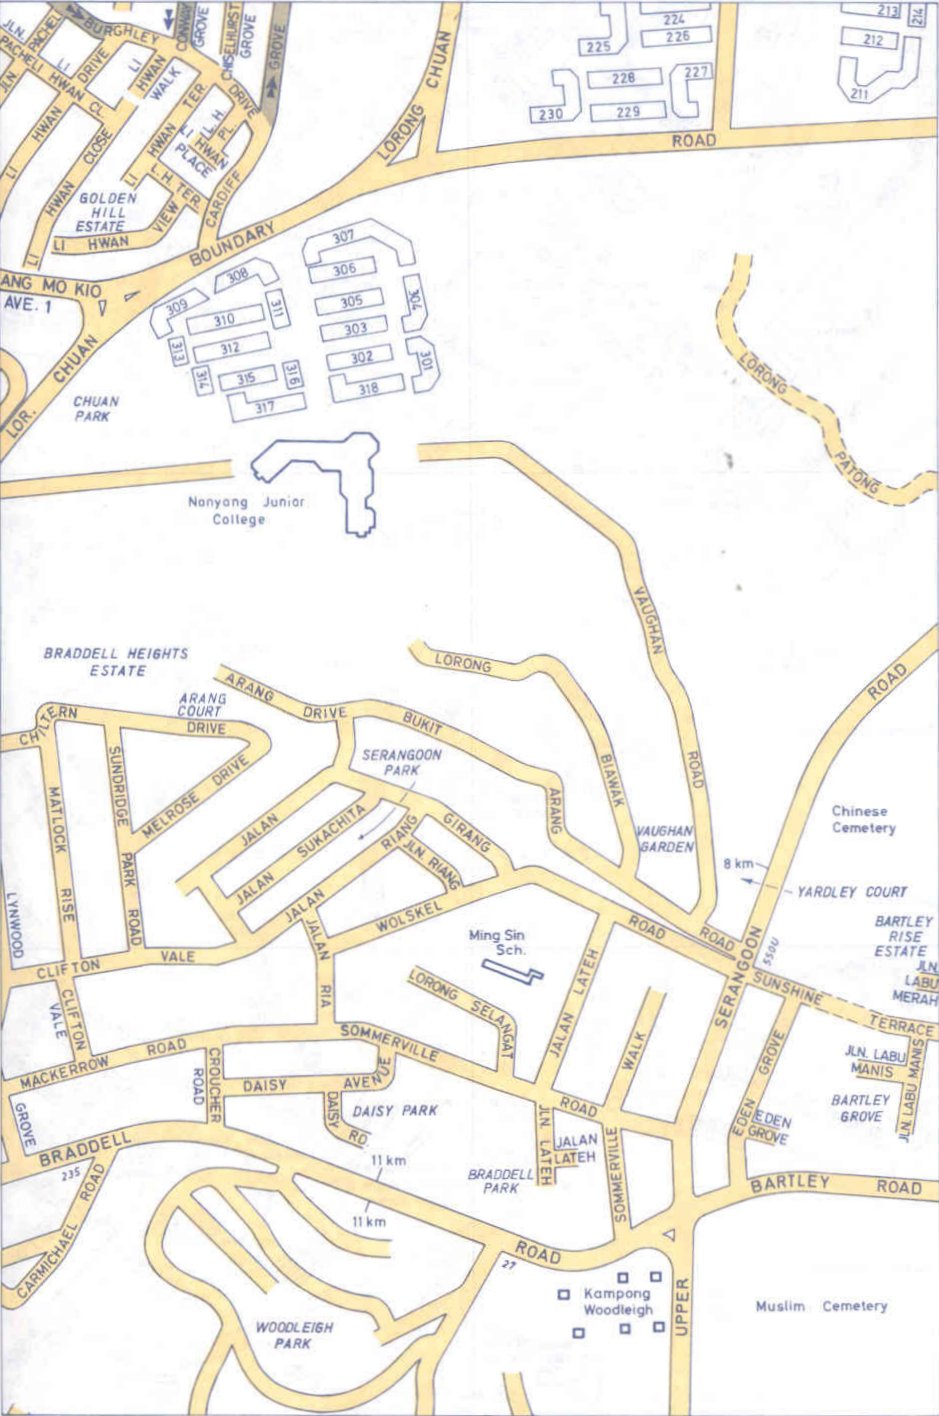 JLN.
PACHELI
BURGHLEY
DRIVE
CONWAY
GROVE
CHISELHURST
GROVE
GROVE
LORONG CHUAN
224
225
226
213
214
212
211
JLN
PACHELI
LI
HWAN
CL.
LI
HWAN
WALK
228
227
230
229
LI
HWAN
CLOSE
LI
HWAN
TER
L. H.
PL.
DRIVE
LI
HWAN
PLACE
LI HWAN
L. H. TER
VIEW
CARDIFF
ROAD
GOLDEN
HILL
ESTATE
LI HWAN
BOUNDARY
307
306
308
ANG MO KIO
AVE. 1
309
310
311
305
304
303
313
312
302
301
314
315
316
318
317
LOR. CHUAN
CHUAN
PARK
LORONG
PATONG
Nanyang Junior
College
VAUGHAN
ROAD
BRADDELL HEIGHTS
ESTATE
LORONG
BIAWAK
ROAD
ARANG
COURT
ARANG
DRIVE
BUKIT
ARANG
CHILTERN
DRIVE
SERANGOON
PARK
SUNDRIDGE
PARK
ROAD
MELROSE DRIVE
MATLOCK
RISE
JALAN
SUKACHITA
JALAN
JALAN
RIANG
GIRANG
JLN. RIANG
VAUGHAN
GARDEN
Chinese
Cemetery
8 km
YARDLEY COURT
LYNWOOD
GROVE
WOLSKEL
ROAD
ROAD
Ming Sin
Sch.
BARTLEY
RISE
ESTATE
JLN.
LABU
MERAH
CLIFTON
VALE
CLIFTON
VALE
JALAN
RIA
LORONG
SELANGAT
JALAN LATEH
WALK
SERANGOON
550U
SUNSHINE
TERRACE
MACKERROW
ROAD
SOMMERVILLE
ROAD
CROUCHER
ROAD
DAISY
AVENUE
DAISY
RD.
DAISY PARK
EDEN
GROVE
EDEN
GROVE
JLN. LABU
MANIS
JLN. LABU MANIS
BARTLEY
GROVE
JLN. LATEH
JALAN
LATEH
SOMMERVILLE
BRADDELL
PARK
BRADDELL
235
CARMICHAEL ROAD
11 km
11 km
ROAD
27
BARTLEY
ROAD
UPPER
Kampong
Woodleigh
WOODLEIGH
PARK
Muslim Cemetery